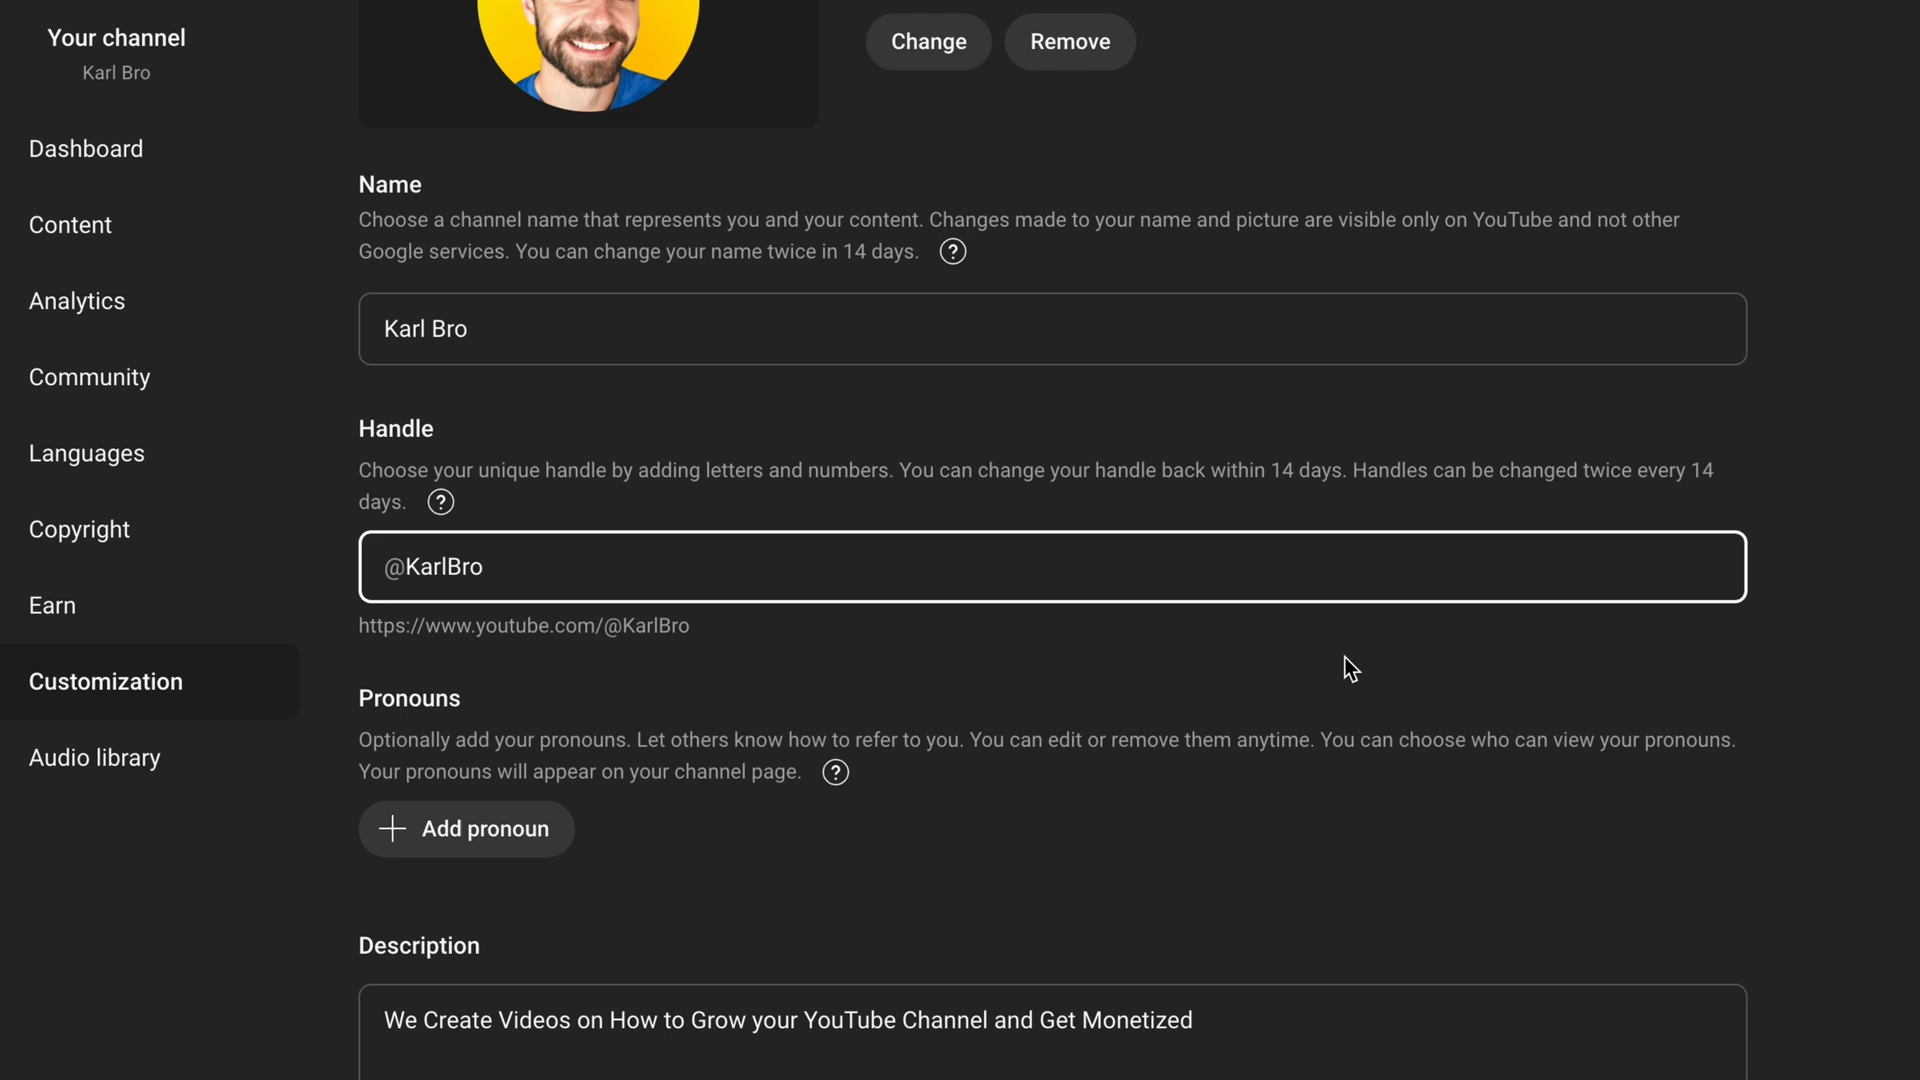 Your channel
Karl Bro
Dashboard
Content
Analytics
Community
Languages
Copyright
Earn
Customization
Audio library
Change
Remove
Name
Choose a channel name that represents you and your content. Changes made to your name and picture are visible only on YouTube and not other
Google services. You can change your name twice in 14 days. ?
Karl Bro
Handle
Choose your unique handle by adding letters and numbers. You can change your handle back within 14 days. Handles can be changed twice every 14
days. ?
@KarlBro
https://www.youtube.com/@KarlBro
Pronouns
Optionally add your pronouns. Let others know how to refer to you. You can edit or remove them anytime. You can choose who can view your pronouns.
Your pronouns will appear on your channel page. ?
Add pronoun
Description
We Create Videos on How to Grow your YouTube Channel and Get Monetized